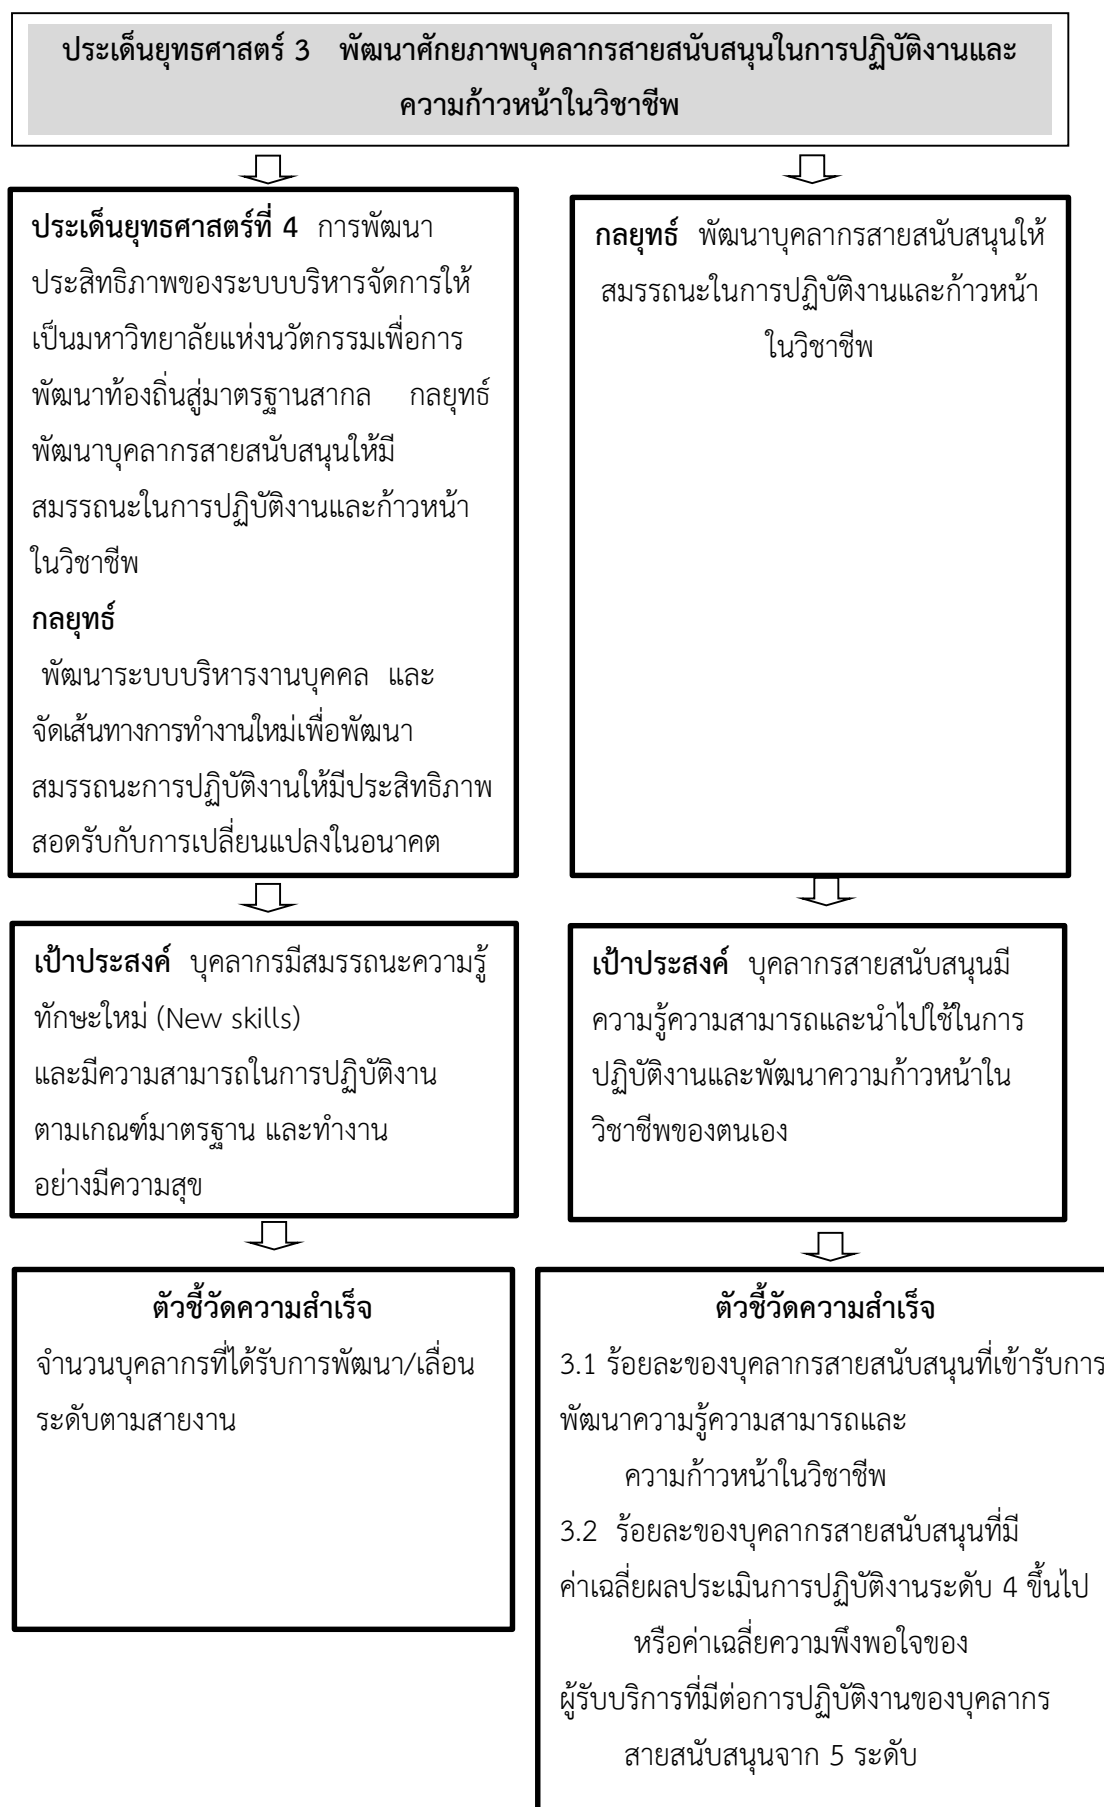 ประเด็นยุทธศาสตร์ 3 พัฒนาศักยภาพบุคลากรสายสนับสนุนในการปฏิบัติงานและ
ความก้าวหน้าในวิชาชีพ
ประเด็นยุทธศาสตร์ที่ 4 การพัฒนา
ประสิทธิภาพของระบบบริหารจัดการให้
เป็นมหาวิทยาลัยแห่งนวัตกรรมเพื่อการ
พัฒนาท้องถิ่นสู่มาตรฐานสากล กลยุทธ์
พัฒนาบุคลากรสายสนับสนุนให้มี
สมรรถนะในการปฏิบัติงานและก้าวหน้า
ในวิชาชีพ
กลยุทธ์
พัฒนาระบบบริหารงานบุคคล และ
จัดเส้นทางการทำงานใหม่เพื่อพัฒนา
สมรรถนะการปฏิบัติงานให้มีประสิทธิภาพ
สอดรับกับการเปลี่ยนแปลงในอนาคต
กลยุทธ์ พัฒนาบุคลากรสายสนับสนุนให้
สมรรถนะในการปฏิบัติงานและก้าวหน้า
ในวิชาชีพ
เป้าประสงค์ บุคลากรมีสมรรถนะความรู้
ทักษะใหม่ (New skills)
และมีความสามารถในการปฏิบัติงาน
ตามเกณฑ์มาตรฐาน และทำงาน
อย่างมีความสุข
เป้าประสงค์ บุคลากรสายสนับสนุนมี
ความรู้ความสามารถและนำไปใช้ในการ
ปฏิบัติงานและพัฒนาความก้าวหน้าใน
วิชาชีพของตนเอง
ตัวชี้วัดความสำเร็จ
จำนวนบุคลากรที่ได้รับการพัฒนา/เลื่อน
ระดับตามสายงาน
ตัวชี้วัดความสำเร็จ
3.1 ร้อยละของบุคลากรสายสนับสนุนที่เข้ารับการ
พัฒนาความรู้ความสามารถและ
ความก้าวหน้าในวิชาชีพ
3.2 ร้อยละของบุคลากรสายสนับสนุนที่มี
ค่าเฉลี่ยผลประเมินการปฏิบัติงานระดับ 4 ขึ้นไป
หรือค่าเฉลี่ยความพึงพอใจของ
ผู้รับบริการที่มีต่อการปฏิบัติงานของบุคลากร
สายสนับสนุนจาก 5 ระดับ